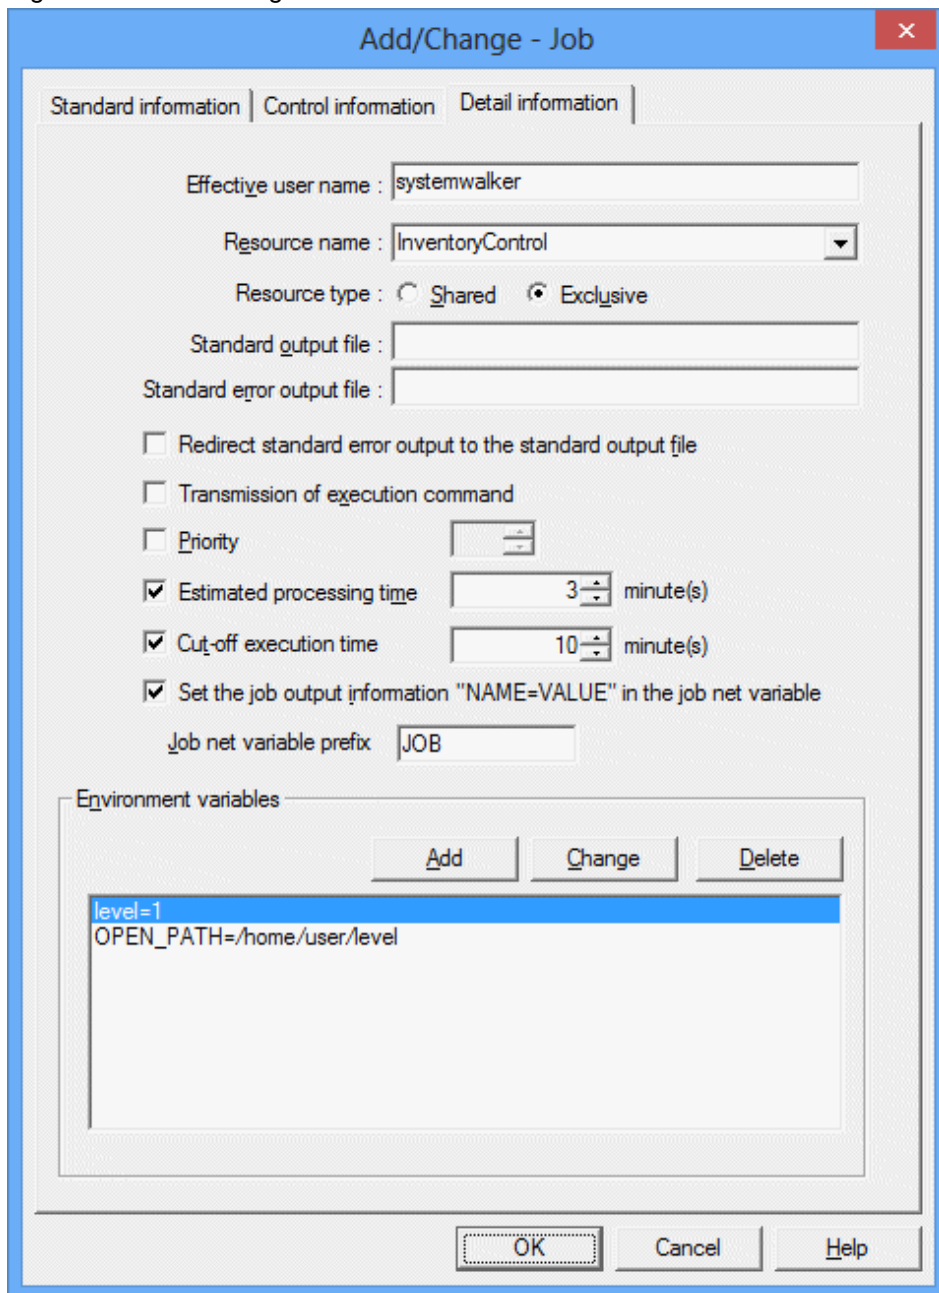 Add/Change - Job
Standard information Control information Detail information
Effective user name : systemwalker
Resource name : InventoryControl
Resource type : Shared Exclusive
Standard output file :
Standard error output file :
Redirect standard error output to the standard output file
Transmission of execution command
Priority
Estimated processing time 3 minute(s)
Cut-off execution time 10 minute(s)
Set the job output information "NAME=VALUE" in the job net variable
Job net variable prefix JOB
Environment variables
Add Change Delete
level=1
OPEN_PATH=/home/user/level
OK Cancel Help